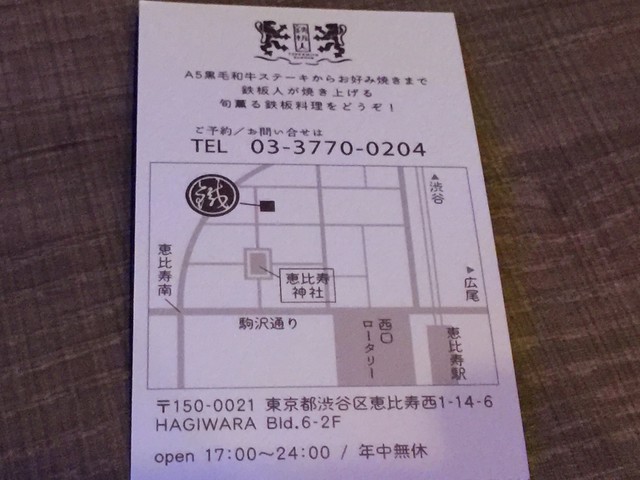 鉄板人
A5黒毛和牛ステーキからお好み焼きまで
鉄板人が焼き上げる
旬薫る鉄板料理をどうぞ！
ご予約／お問い合せは
TEL 03-3770-0204
▲渋谷
鐵
恵比寿南
恵比寿
神社
▲広尾
駒沢通り
西口
ロータリー
恵比寿駅
〒150-0021 東京都渋谷区恵比寿西1-14-6
HAGIWARA Bld.6-2F
open 17:00～24:00 / 年中無休